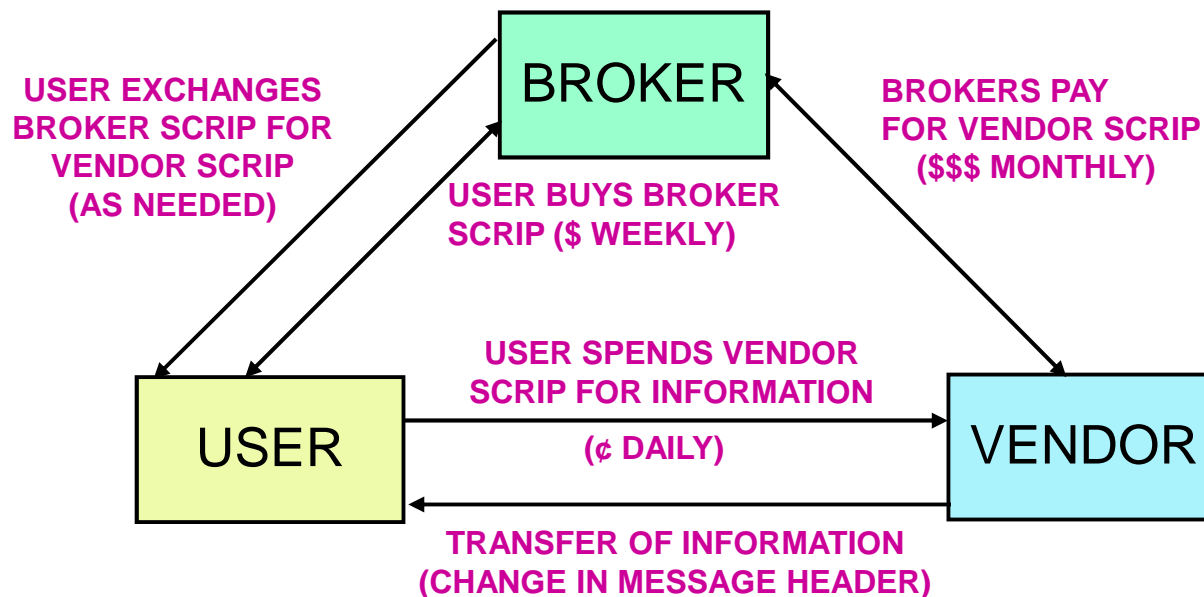 BROKER
USER EXCHANGES
BROKER SCRIP FOR
VENDOR SCRIP
(AS NEEDED)
BROKERS PAY
FOR VENDOR SCRIP
($$$ MONTHLY)
USER BUYS BROKER
SCRIP ($ WEEKLY)
USER SPENDS VENDOR
SCRIP FOR INFORMATION
(¢ DAILY)
USER
VENDOR
TRANSFER OF INFORMATION
(CHANGE IN MESSAGE HEADER)